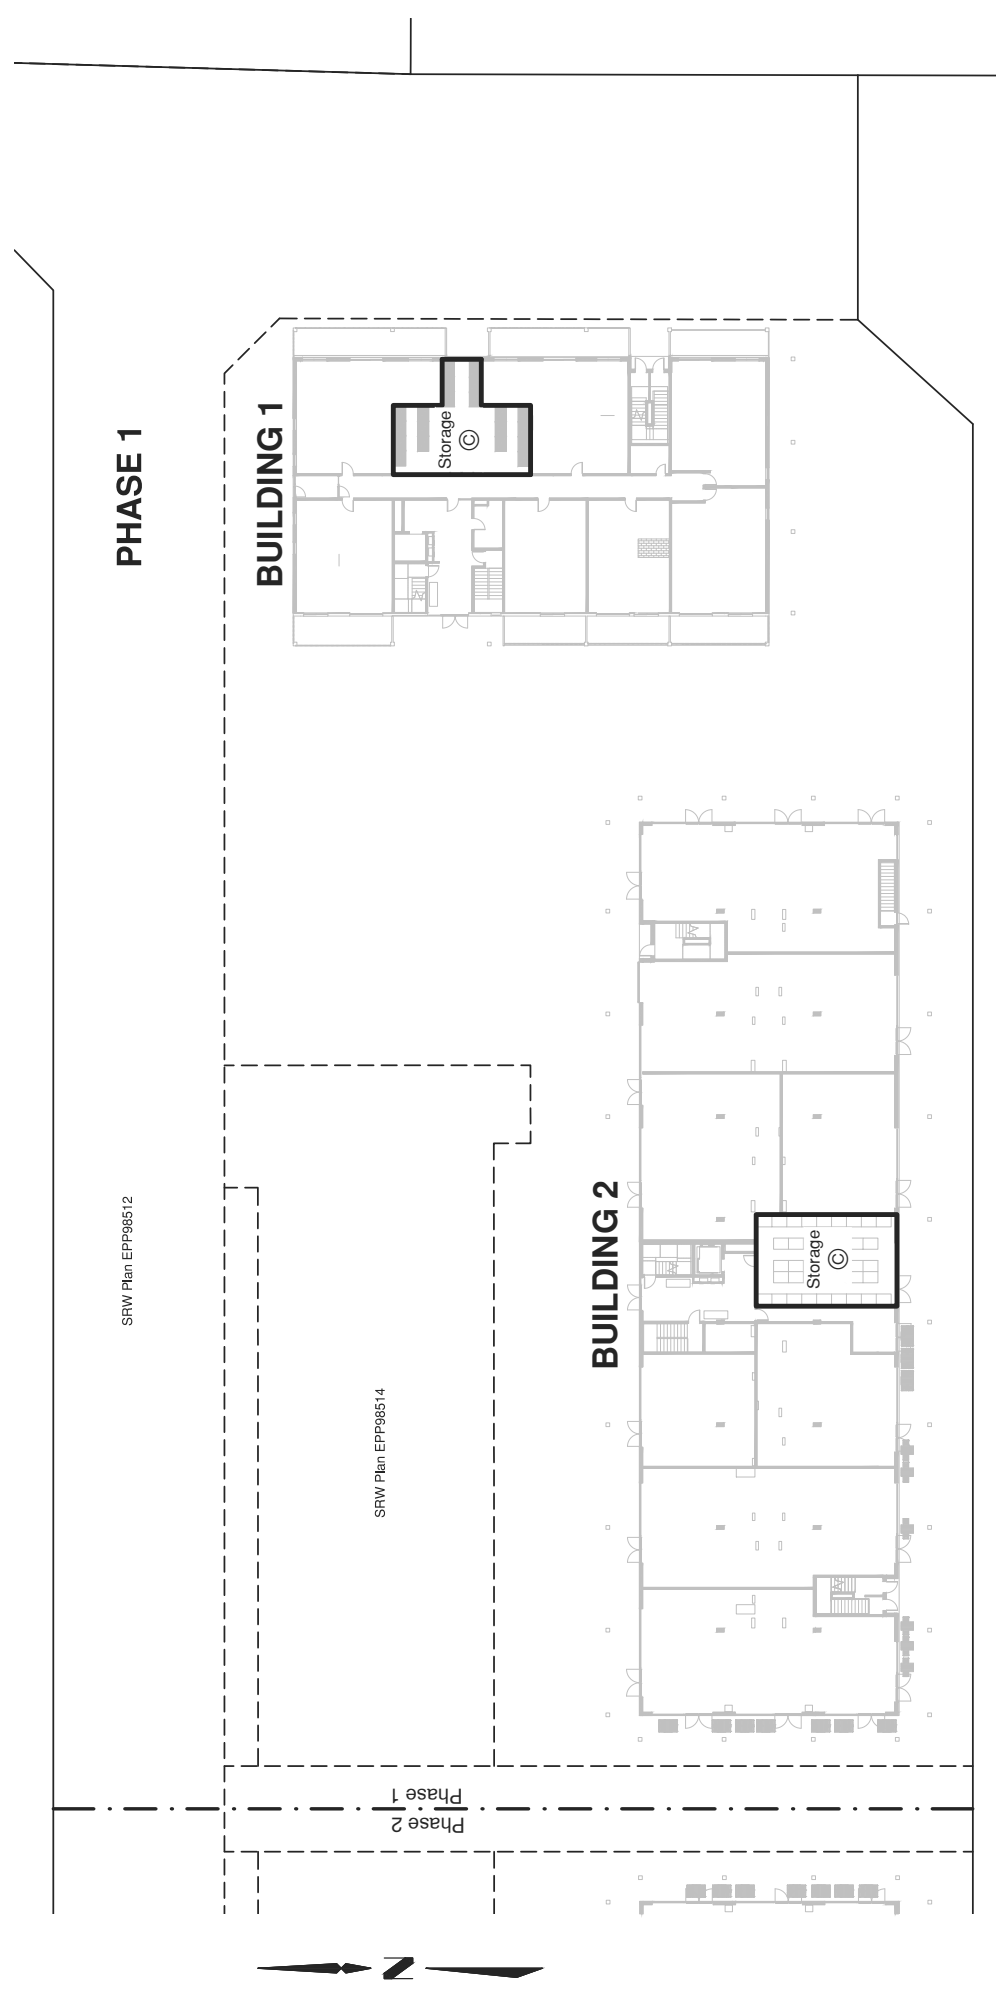 PHASE 1
BUILDING 1
Storage
©
BUILDING 2
Storage
©
SRW Plan EPP98512
SRW Plan EPP98514
Phase 1
Phase 2
N